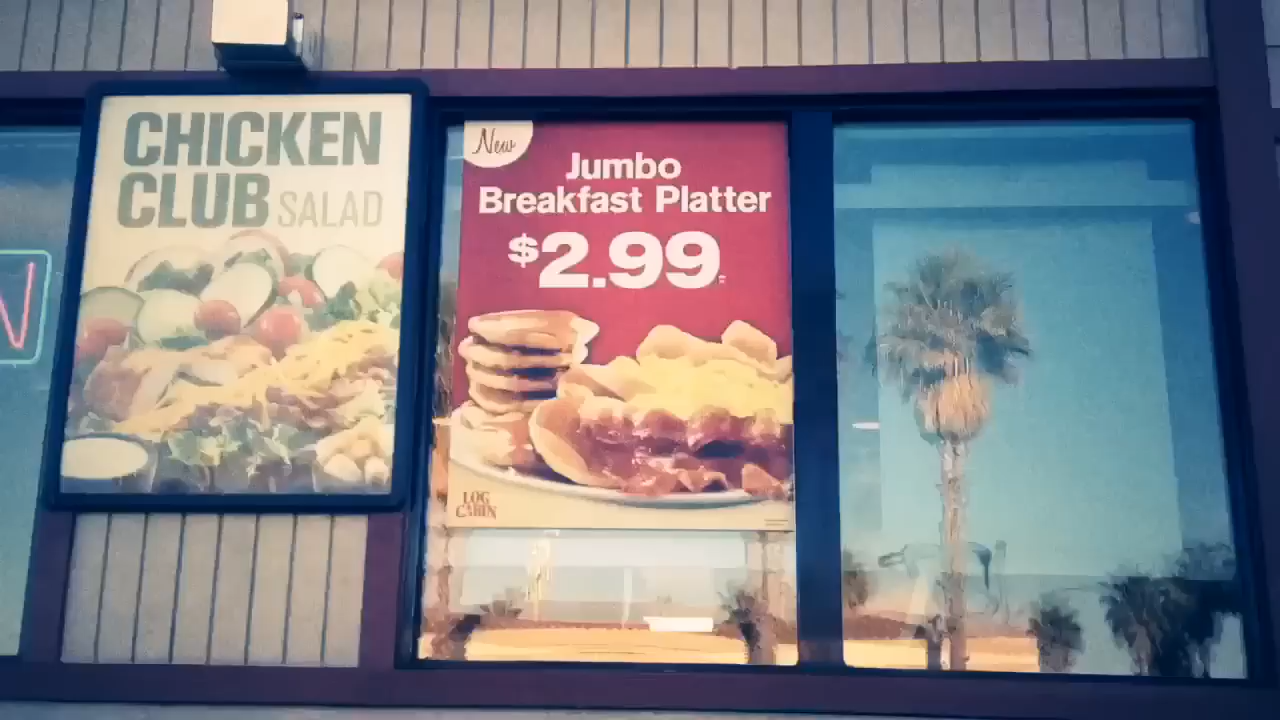 CHICKEN
CLUB SALAD
New
Jumbo
Breakfast Platter
$2.99
LOG
CABIN
N